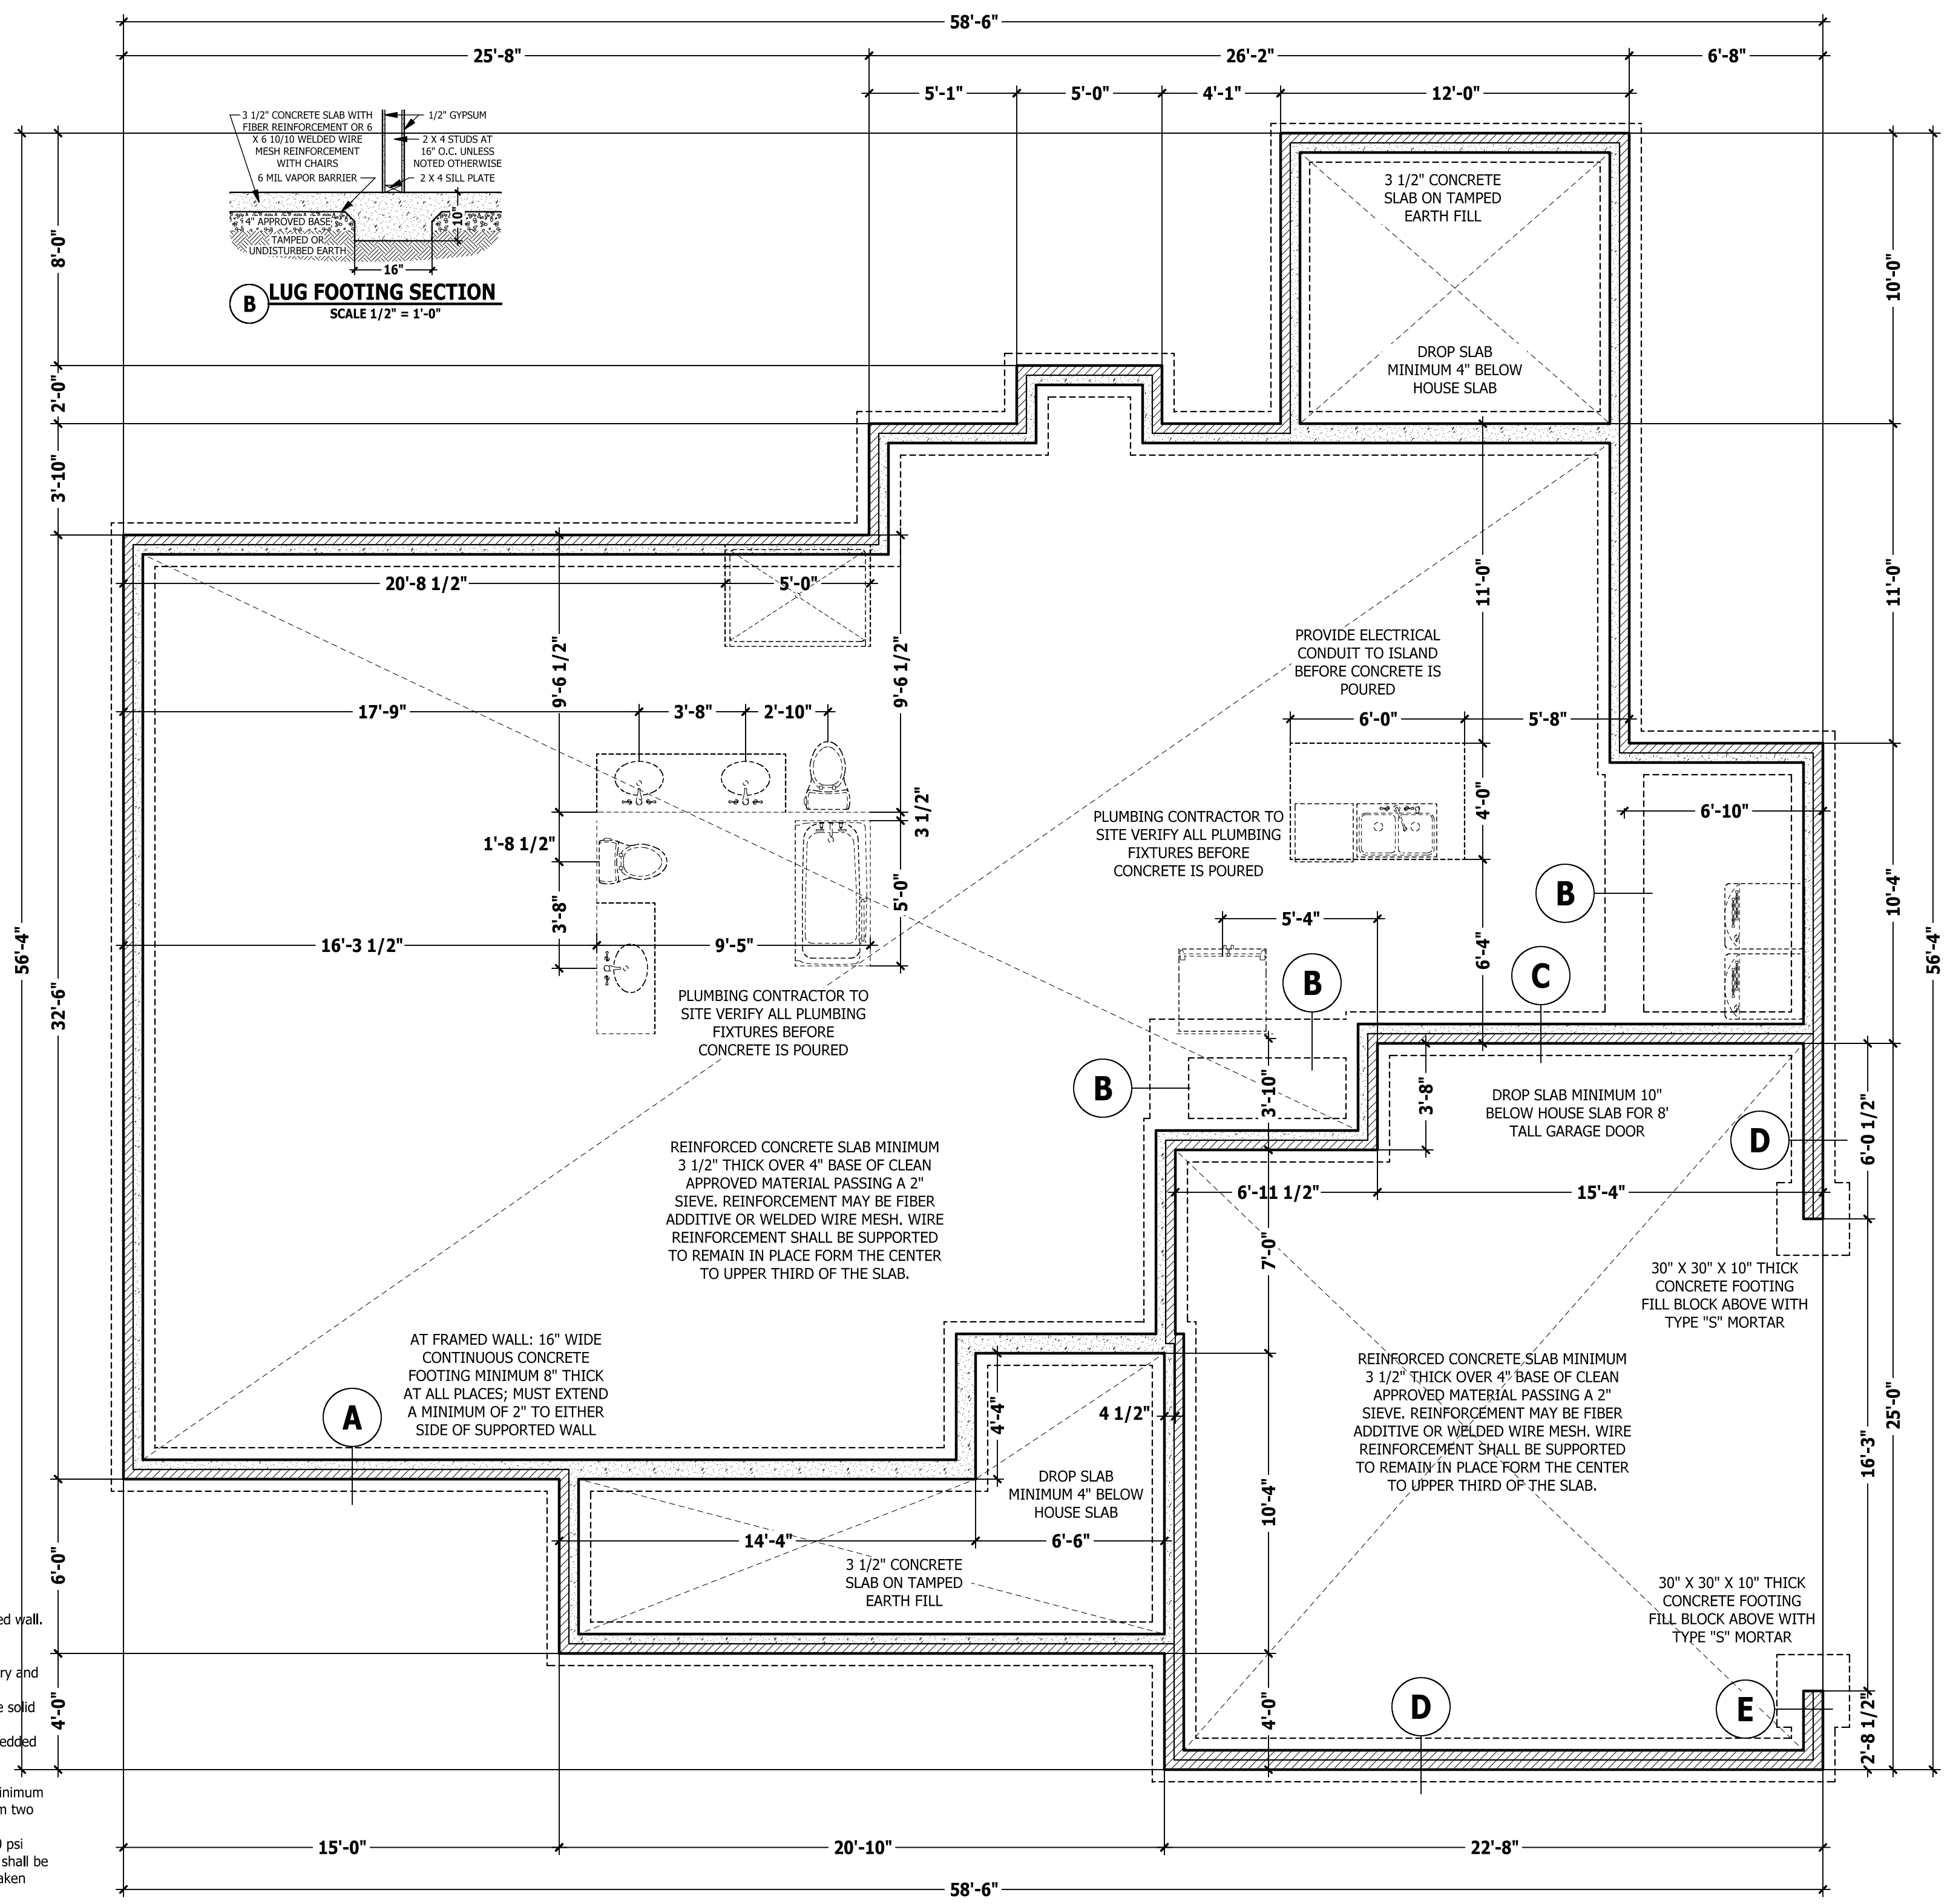 58'-6"
25'-8"
26'-2"
6'-8"
5'-1"
5'-0"
4'-1"
12'-0"
3 1/2" CONCRETE SLAB WITH
FIBER REINFORCEMENT OR 6
X 6 10/10 WELDED WIRE
MESH REINFORCEMENT
WITH CHAIRS
6 MIL VAPOR BARRIER
1/2" GYPSUM
2 X 4 STUDS AT
16" O.C. UNLESS
NOTED OTHERWISE
2 X 4 SILL PLATE
10"
4" APPROVED BASE
TAMPED OR
UNDISTURBED EARTH
16"
B
LUG FOOTING SECTION
SCALE 1/2" = 1'-0"
3 1/2" CONCRETE
SLAB ON TAMPED
EARTH FILL
DROP SLAB
MINIMUM 4" BELOW
HOUSE SLAB
8'-0"
2'-0"
3'-10"
56'-4"
32'-6"
6'-0"
4'-0"
10'-0"
11'-0"
10'-4"
56'-4"
25'-0"
20'-8 1/2"
5'-0"
9'-6 1/2"
9'-6 1/2"
11'-0"
PROVIDE ELECTRICAL
CONDUIT TO ISLAND
BEFORE CONCRETE IS
POURED
17'-9"
3'-8"
2'-10"
6'-0"
5'-8"
3 1/2"
4'-0"
6'-10"
1'-8 1/2"
PLUMBING CONTRACTOR TO
SITE VERIFY ALL PLUMBING
FIXTURES BEFORE
CONCRETE IS POURED
B
5'-0"
3'-8"
5'-4"
16'-3 1/2"
9'-5"
6'-4"
C
B
PLUMBING CONTRACTOR TO
SITE VERIFY ALL PLUMBING
FIXTURES BEFORE
CONCRETE IS POURED
B
3'-10"
3'-8"
DROP SLAB MINIMUM 10"
BELOW HOUSE SLAB FOR 8'
TALL GARAGE DOOR
D
6'-0 1/2"
REINFORCED CONCRETE SLAB MINIMUM
3 1/2" THICK OVER 4" BASE OF CLEAN
APPROVED MATERIAL PASSING A 2"
SIEVE. REINFORCEMENT MAY BE FIBER
ADDITIVE OR WELDED WIRE MESH. WIRE
REINFORCEMENT SHALL BE SUPPORTED
TO REMAIN IN PLACE FORM THE CENTER
TO UPPER THIRD OF THE SLAB.
6'-11 1/2"
15'-4"
7'-0"
30" X 30" X 10" THICK
CONCRETE FOOTING
FILL BLOCK ABOVE WITH
TYPE "S" MORTAR
AT FRAMED WALL: 16" WIDE
CONTINUOUS CONCRETE
FOOTING MINIMUM 8" THICK
AT ALL PLACES; MUST EXTEND
A MINIMUM OF 2" TO EITHER
SIDE OF SUPPORTED WALL
A
4'-4"
4 1/2"
REINFORCED CONCRETE SLAB MINIMUM
3 1/2" THICK OVER 4" BASE OF CLEAN
APPROVED MATERIAL PASSING A 2"
SIEVE. REINFORCEMENT MAY BE FIBER
ADDITIVE OR WELDED WIRE MESH. WIRE
REINFORCEMENT SHALL BE SUPPORTED
TO REMAIN IN PLACE FORM THE CENTER
TO UPPER THIRD OF THE SLAB.
16'-3"
DROP SLAB
MINIMUM 4" BELOW
HOUSE SLAB
10'-4"
14'-4"
6'-6"
3 1/2" CONCRETE
SLAB ON TAMPED
EARTH FILL
30" X 30" X 10" THICK
CONCRETE FOOTING
FILL BLOCK ABOVE WITH
TYPE "S" MORTAR
4'-0"
D
E
2'-8 1/2"
ed wall.
ry and
e solid
edded
inimum
m two
0 psi
shall be
aken
15'-0"
20'-10"
22'-8"
58'-6"